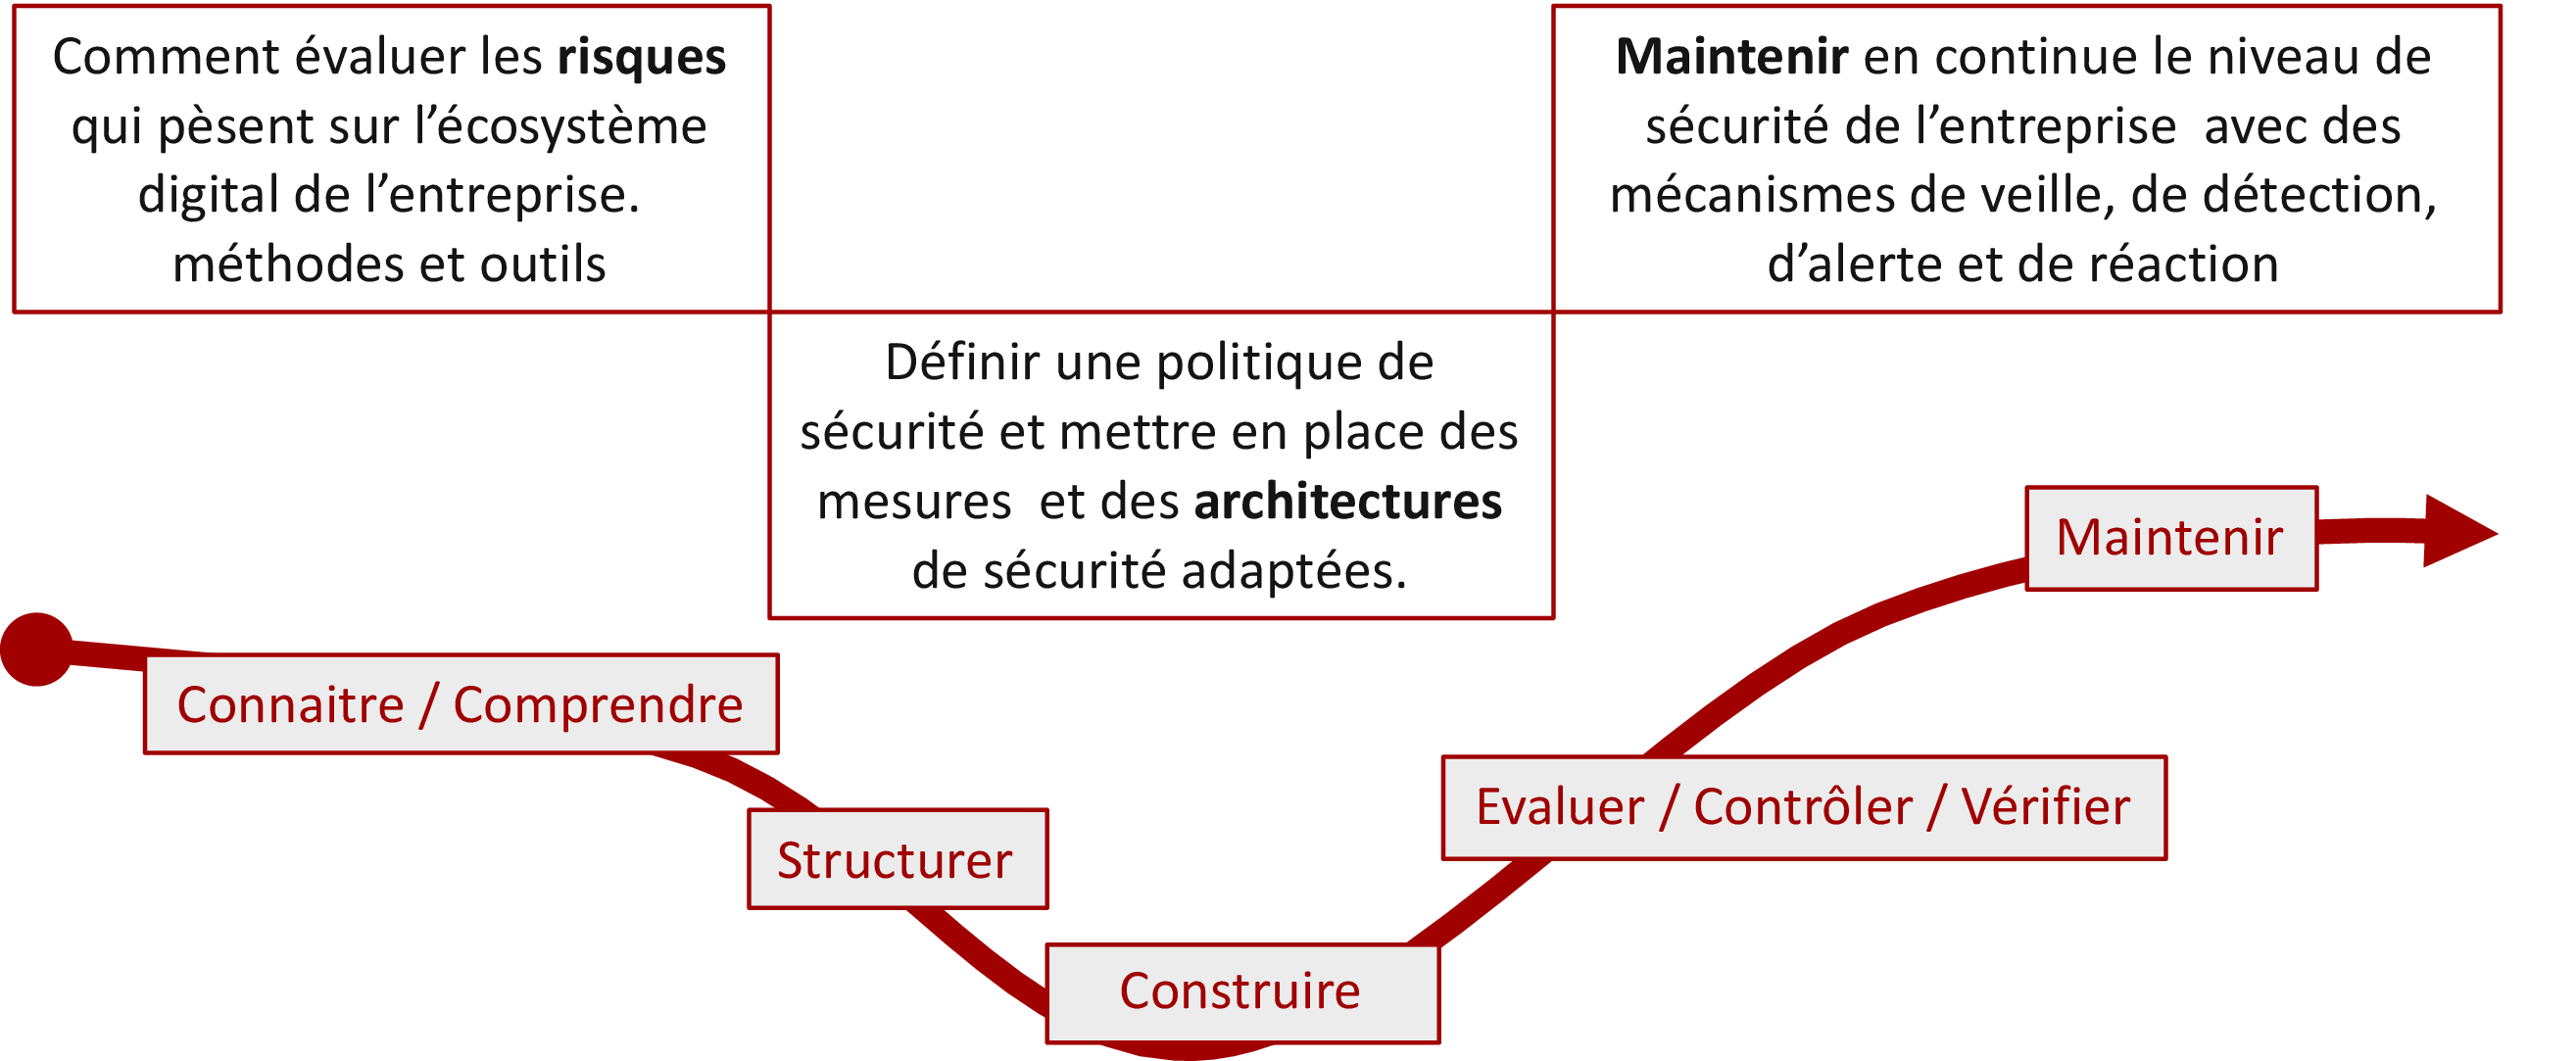 Comment évaluer les risques
qui pèsent sur l’écosystème
digital de l’entreprise.
méthodes et outils
Définir une politique de
sécurité et mettre en place des
mesures  et des architectures
de sécurité adaptées.
Maintenir en continue le niveau de
sécurité de l’entreprise  avec des
mécanismes de veille, de détection,
d’alerte et de réaction
Connaitre / Comprendre
Structurer
Construire
Evaluer / Contrôler / Vérifier
Maintenir